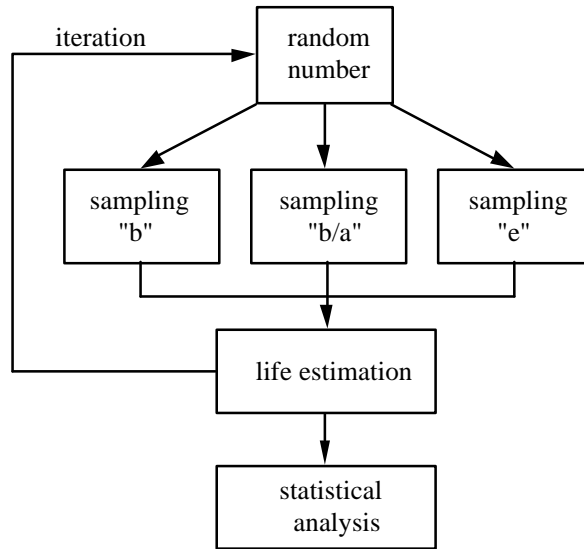 iteration
random
number
sampling
"b"
sampling
"b/a"
sampling
"e"
life estimation
statistical
analysis